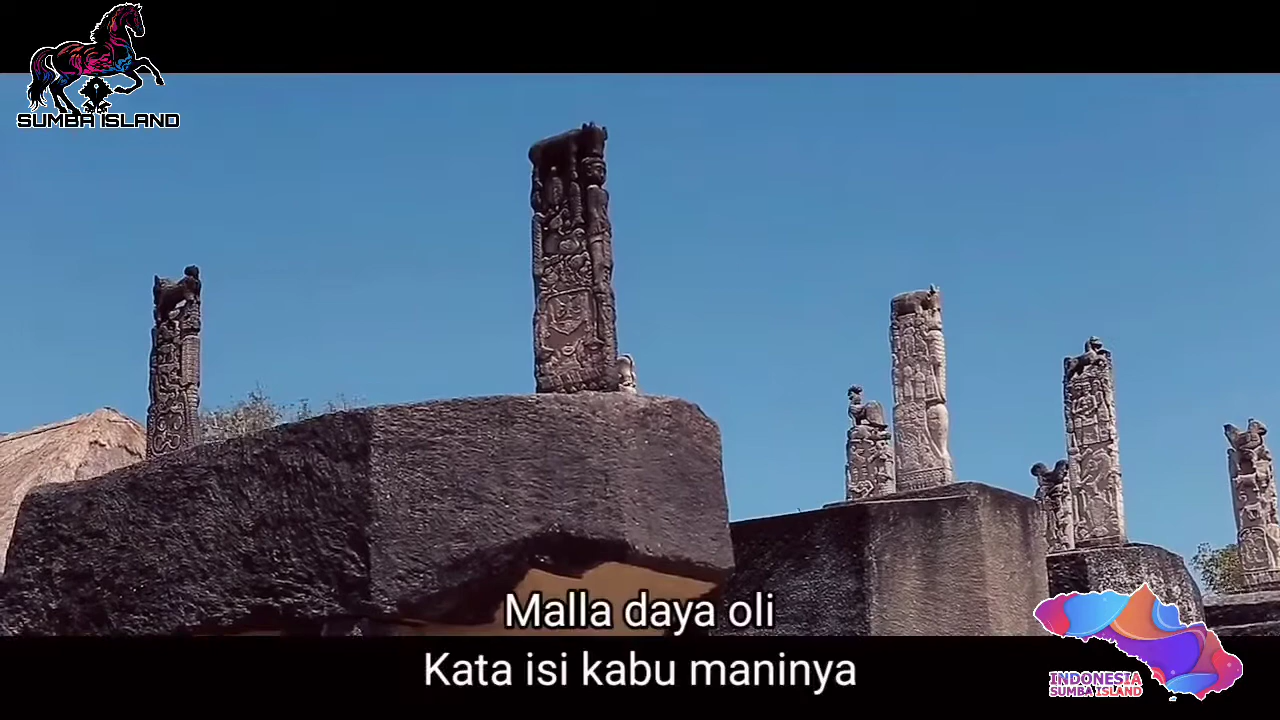 SUMBA ISLAND
Malla daya oli
Kata isi kabu maninya
INDONESIA
SUMBA ISLAND